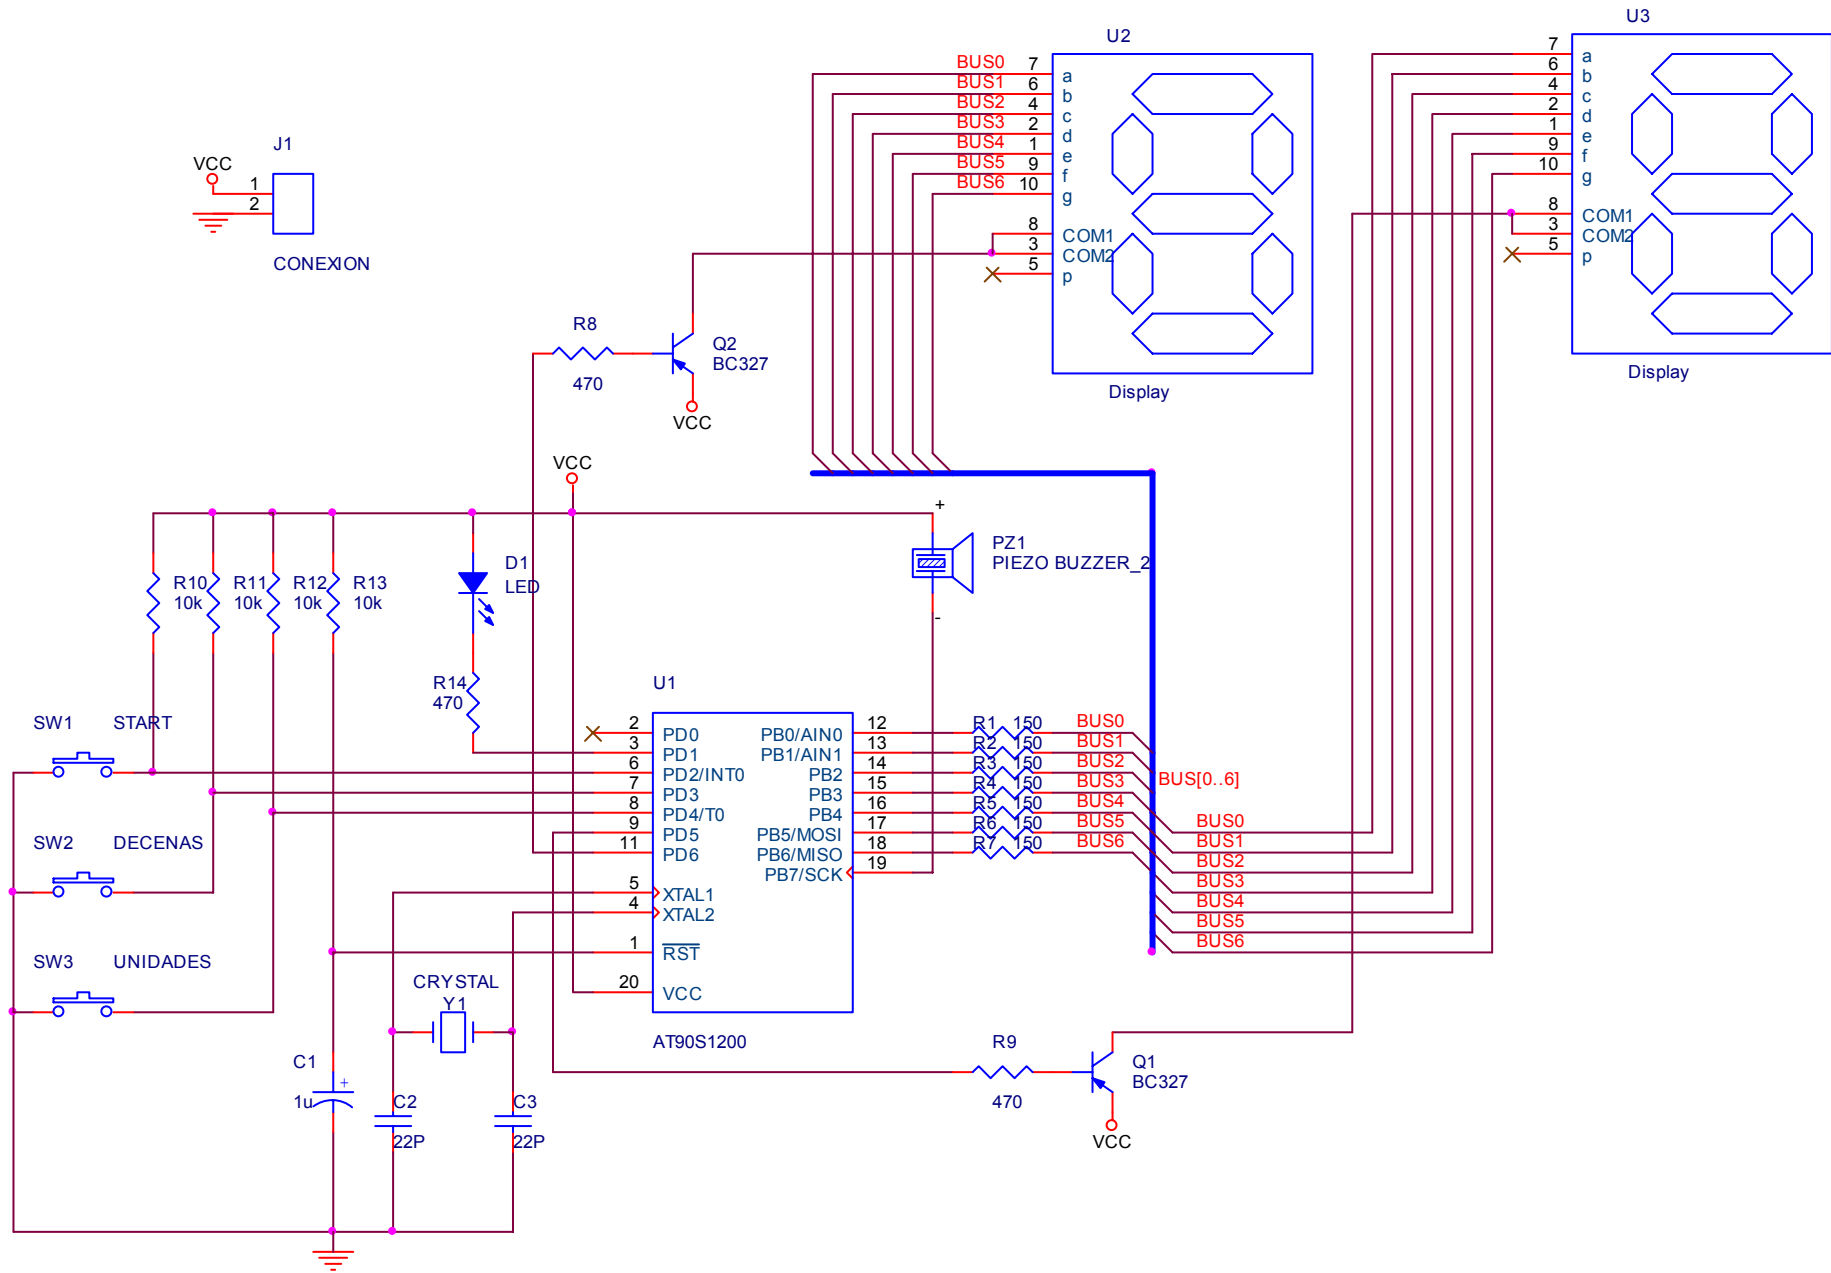 U3
U2
7 a
6 b
4 c
2 d
1 e
9 f
10 g
8 COM1
3 COM2
5 p
Display
BUS0 7 a
BUS1 6 b
BUS2 4 c
BUS3 2 d
BUS4 1 e
BUS5 9 f
BUS6 10 g
8 COM1
3 COM2
5 p
Display
J1
VCC
1
2
CONEXION
R8
470
Q2
BC327
VCC
VCC
+
PZ1
PIEZO BUZZER_2
-
D1
LED
R10
10k
R11
10k
R12
10k
R13
10k
R14
470
U1
SW1 START
SW2 DECENAS
SW3 UNIDADES
2 PD0
3 PD1
6 PD2/INT0
7 PD3
8 PD4/T0
9 PD5
11 PD6
5 XTAL1
4 XTAL2
1 RST
20 VCC
PB0/AIN0 12
PB1/AIN1 13
PB2 14
PB3 15
PB4 16
PB5/MOSI 17
PB6/MISO 18
PB7/SCK 19
AT90S1200
R1 150 BUS0
R2 150 BUS1
R3 150 BUS2
R4 150 BUS3
R5 150 BUS4
R6 150 BUS5
R7 150 BUS6
BUS[0..6]
BUS0
BUS1
BUS2
BUS3
BUS4
BUS5
BUS6
CRYSTAL
Y1
C1
+
1u
C2
22P
C3
22P
R9
470
Q1
BC327
VCC